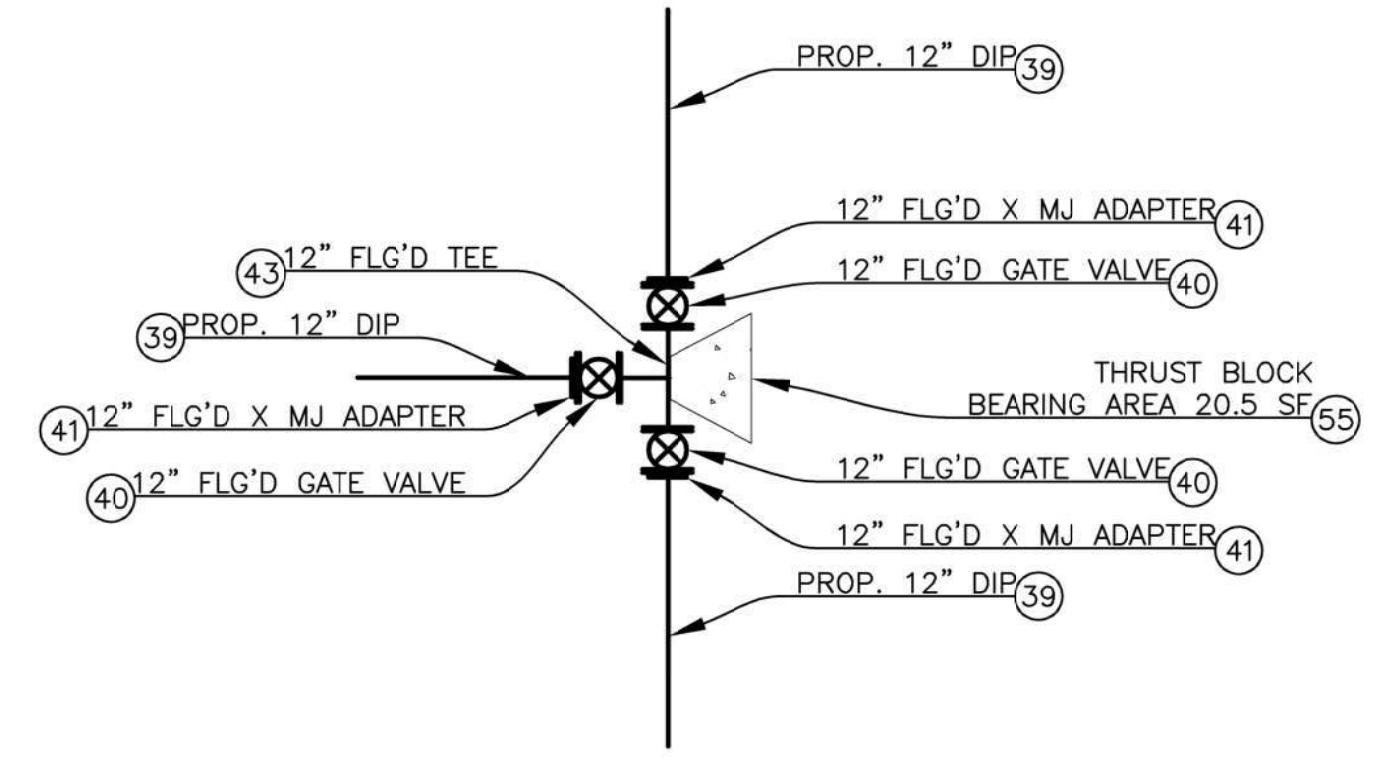 PROP. 12” DIP 39
12” FLG’D X MJ ADAPTER 41
43 12” FLG’D TEE
12” FLG’D GATE VALVE 40
39 PROP. 12” DIP
THRUST BLOCK
BEARING AREA 20.5 SF 55
41 12” FLG’D X MJ ADAPTER
12” FLG’D GATE VALVE 40
40 12” FLG’D GATE VALVE
12” FLG’D X MJ ADAPTER 41
PROP. 12” DIP 39